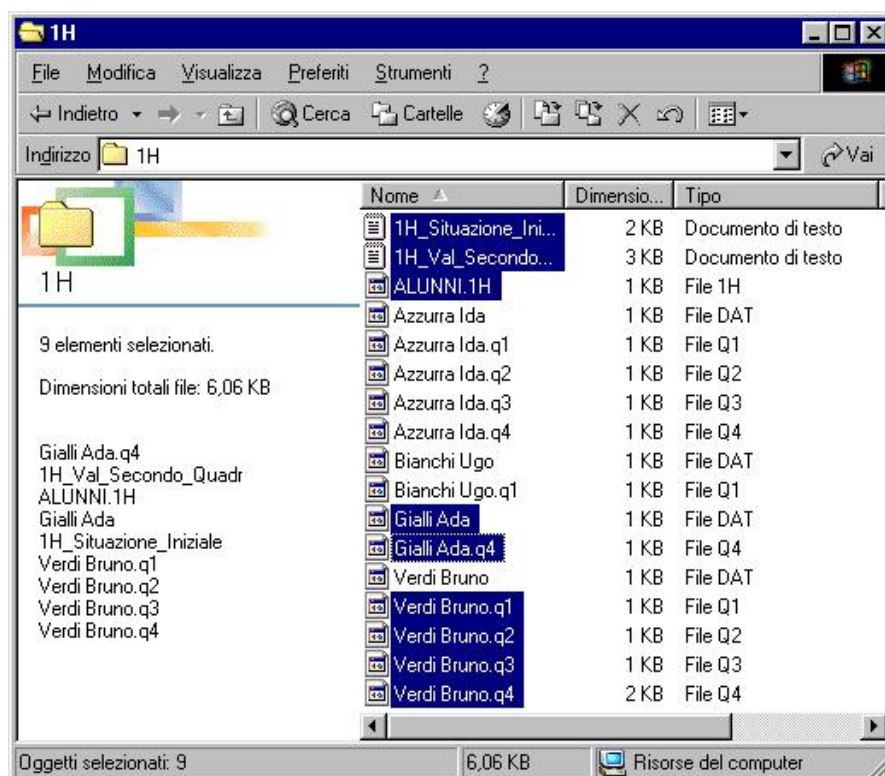 1H
File Modifica Visualizza Preferiti Strumenti ?
Indietro Cerca Cartelle
Indirizzo 1H Vai
1H
9 elementi selezionati.
Dimensioni totali file: 6,06 KB
Gialli Ada.q4
1H_Val_Secondo_Quadr
ALUNNI.1H
Gialli Ada
1H_Situazione_Iniziale
Verdi Bruno.q1
Verdi Bruno.q2
Verdi Bruno.q3
Verdi Bruno.q4
Nome Dimensio... Tipo
1H_Situazione_Ini... 2 KB Documento di testo
1H_Val_Secondo... 3 KB Documento di testo
ALUNNI.1H 1 KB File 1H
Azzurra Ida 1 KB File DAT
Azzurra Ida.q1 1 KB File Q1
Azzurra Ida.q2 1 KB File Q2
Azzurra Ida.q3 1 KB File Q3
Azzurra Ida.q4 1 KB File Q4
Bianchi Ugo 1 KB File DAT
Bianchi Ugo.q1 1 KB File Q1
Gialli Ada 1 KB File DAT
Gialli Ada.q4 1 KB File Q4
Verdi Bruno 1 KB File DAT
Verdi Bruno.q1 1 KB File Q1
Verdi Bruno.q2 1 KB File Q2
Verdi Bruno.q3 1 KB File Q3
Verdi Bruno.q4 2 KB File Q4
Oggetti selezionati: 9 6,06 KB Risorse del computer